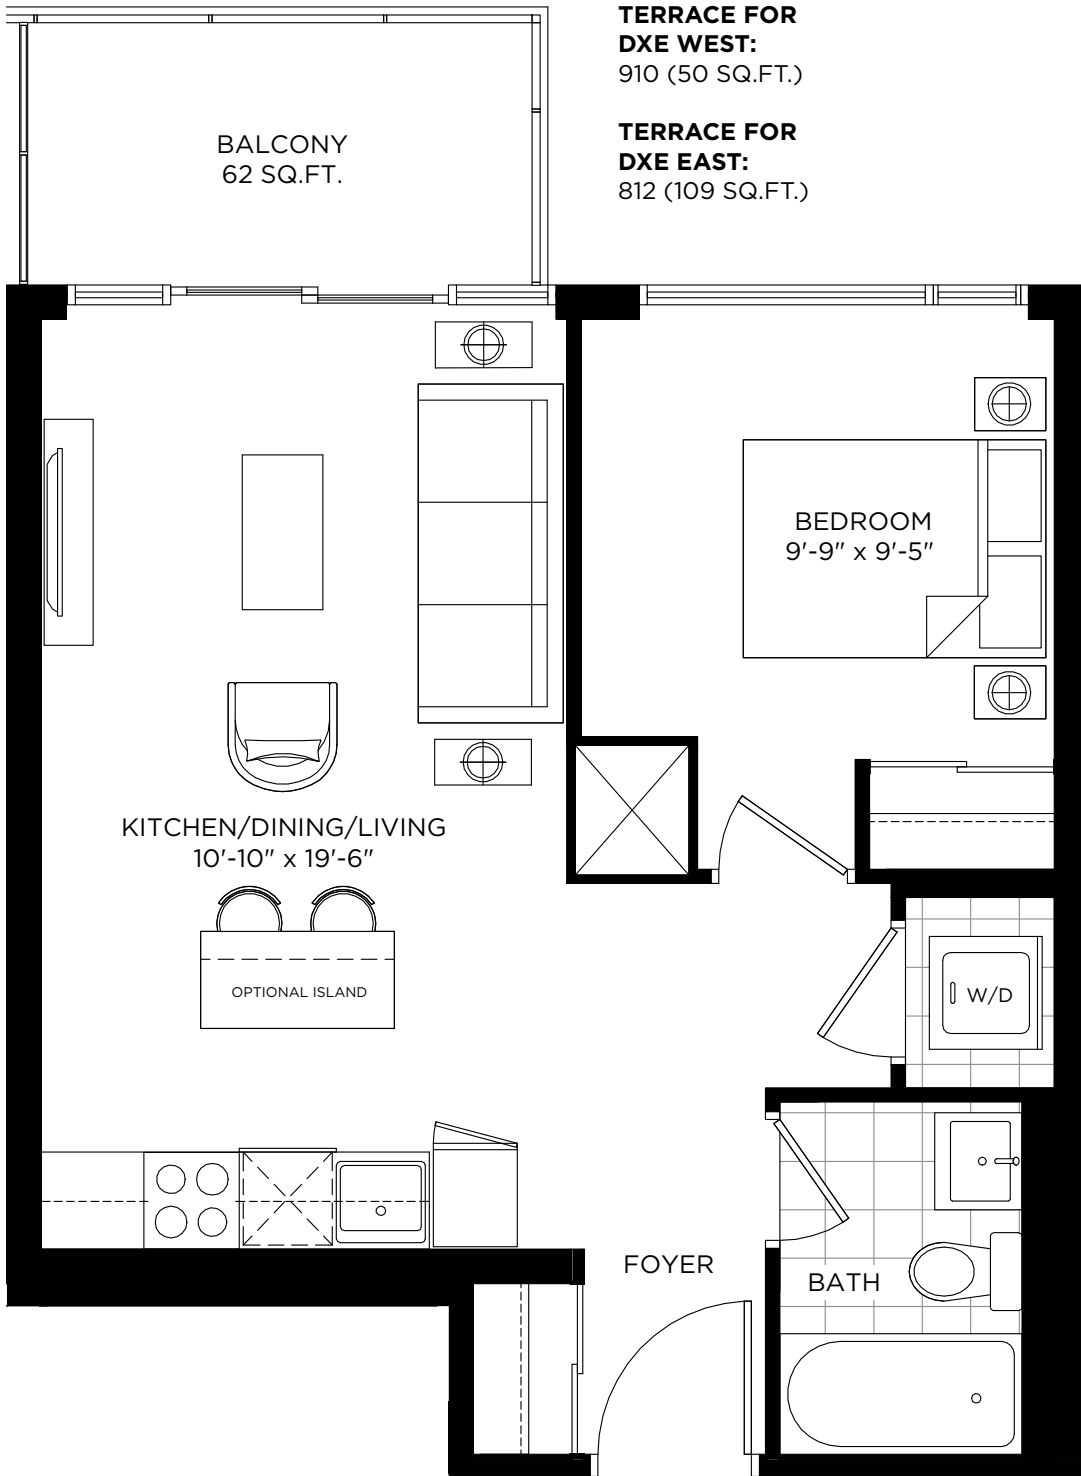 TERRACE FOR
DXE WEST:
910 (50 SQ.FT.)
TERRACE FOR
DXE EAST:
812 (109 SQ.FT.)
BALCONY
62 SQ.FT.
BEDROOM
9'-9" x 9'-5"
KITCHEN/DINING/LIVING
10'-10" x 19'-6"
OPTIONAL ISLAND
W/D
FOYER
BATH